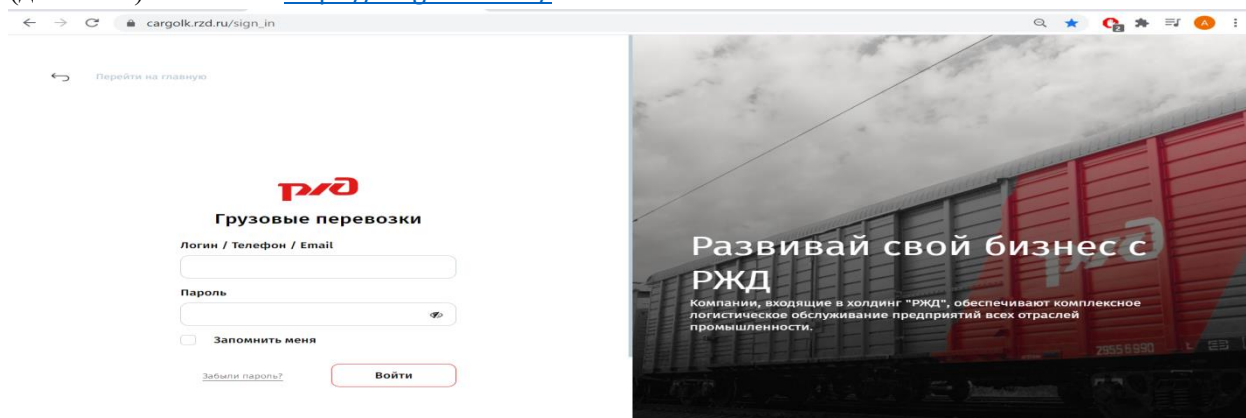 cargolk.rzd.ru/sign_in
2
A
Перейти на главную
ржд
Грузовые перевозки
Логин / Телефон / Email
Пароль
Запомнить меня
Забыли пароль?
Войти
Развивай свой бизнес с
РЖД
Компании, входящие в холдинг "РЖД", обеспечивают комплексное
логистическое обслуживание предприятий всех отраслей
промышленности.